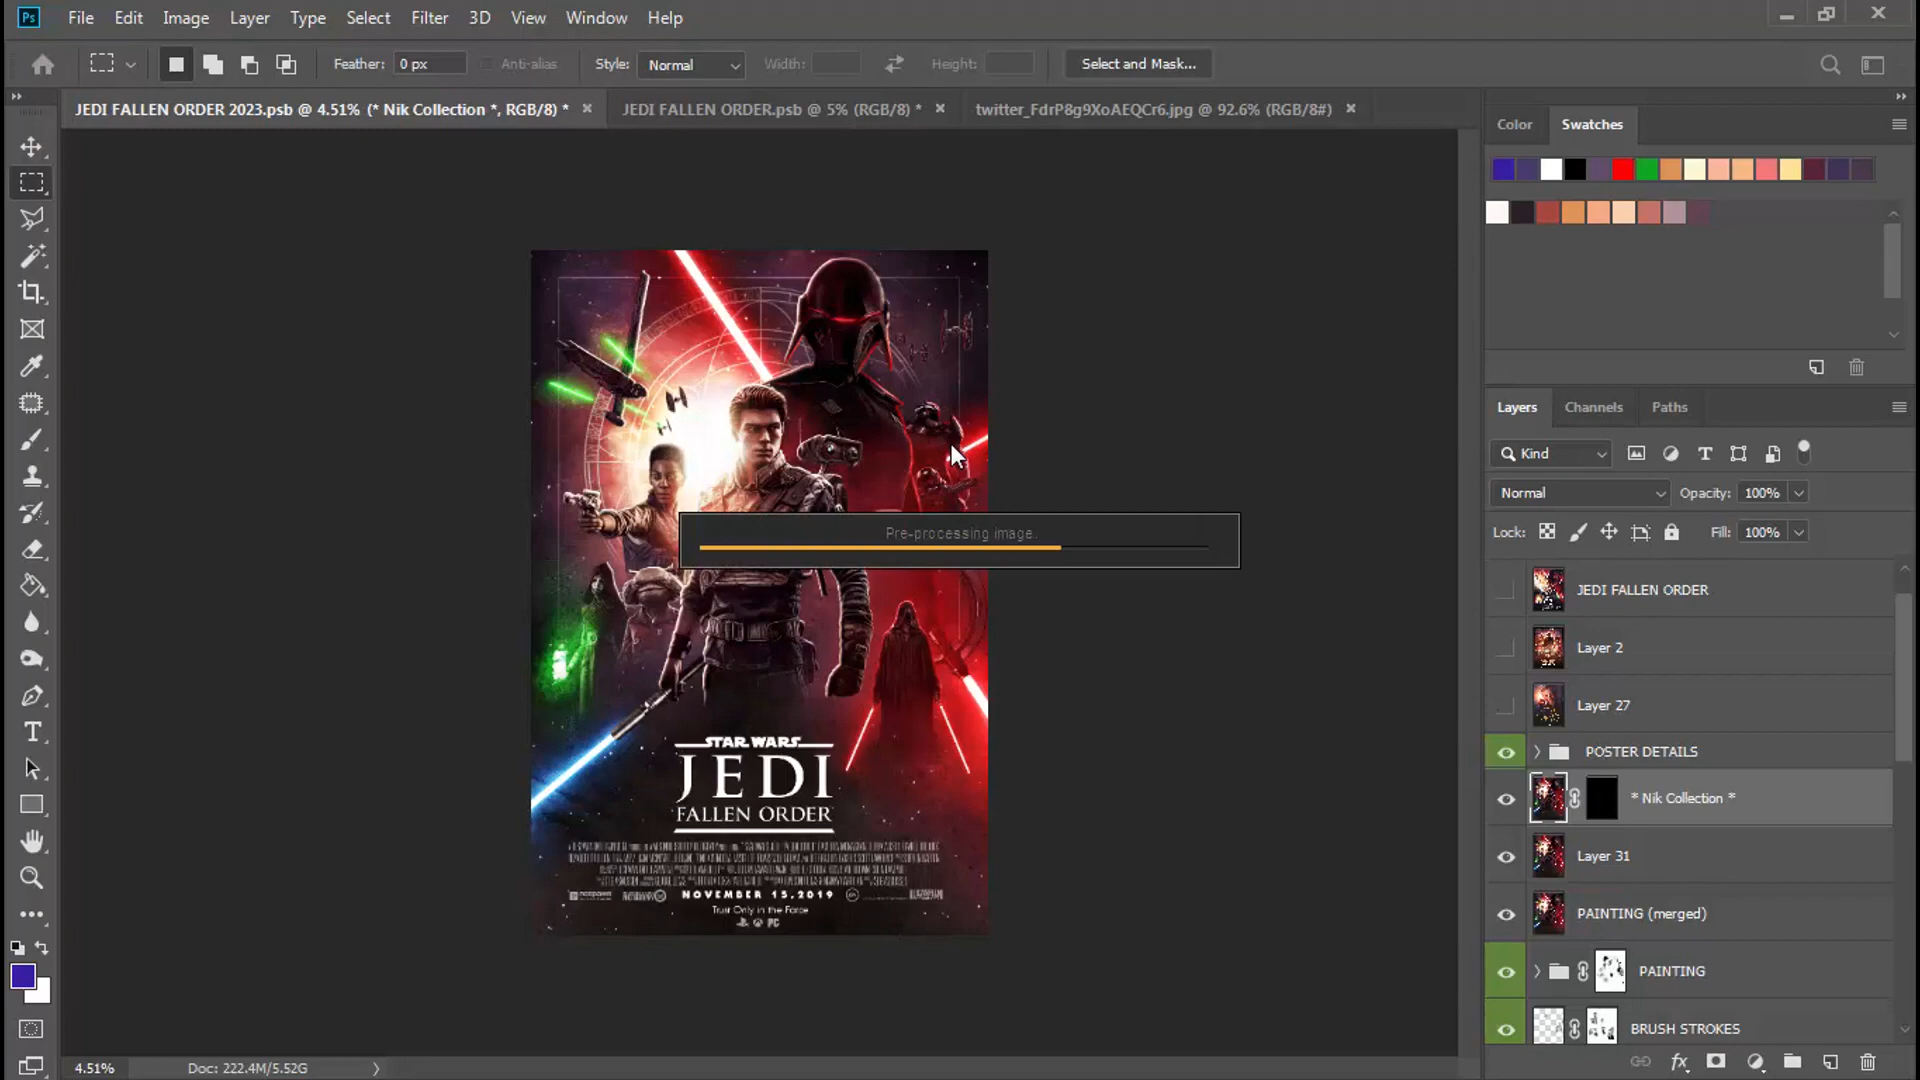 Ps File Edit Image Layer Type Select Filter 3D View Window Help
Feather: 0 px Anti-alias Style: Normal Width: Height: Select and Mask...
JEDI FALLEN ORDER 2023.psb @ 4.51% (* Nik Collection *, RGB/8) *
JEDI FALLEN ORDER.psb @ 5% (RGB/8) *
twitter_FdrP8g9XoAEQCr6.jpg @ 92.6% (RGB/8#)
Color Swatches
Pre-processing image.
STAR WARS
JEDI
FALLEN ORDER
NOVEMBER 15,2019
Trust Only in the Force
PC
Layers Channels Paths
Kind
Normal Opacity: 100%
Lock: Fill: 100%
JEDI FALLEN ORDER
Layer 2
Layer 27
POSTER DETAILS
* Nik Collection *
Layer 31
PAINTING (merged)
PAINTING
BRUSH STROKES
fx
4.51% Doc: 222.4M/5.52G